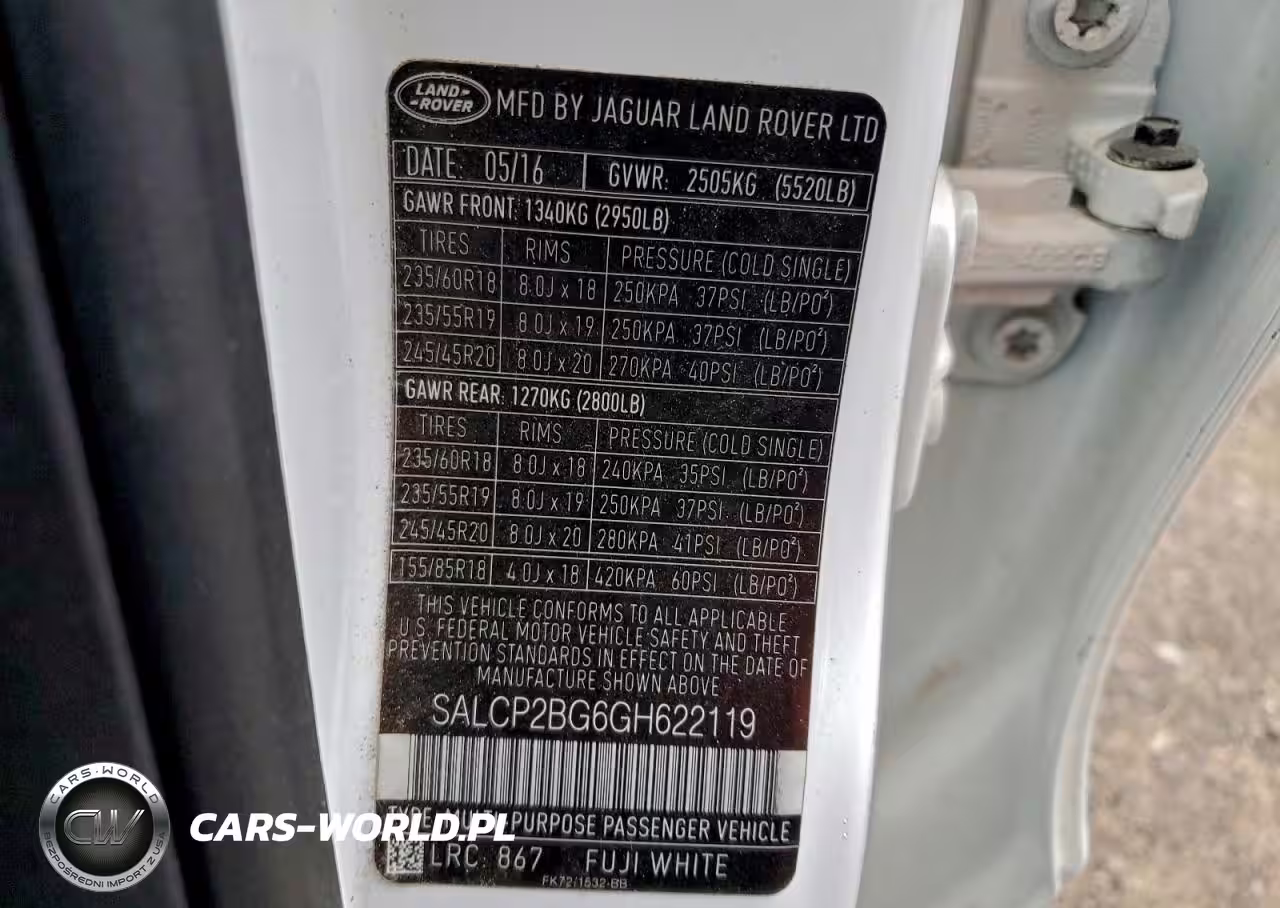 LAND-
-ROVER
MFD BY JAGUAR LAND ROVER LTD
DATE: 05/16 GVWR: 2505KG (5520LB)
GAWR FRONT: 1340KG (2950LB)
TIRES RIMS PRESSURE (COLD SINGLE)
235/60R18 8.0J x 18 250KPA 37PSI (LB/PO²)
235/55R19 8.0J x 19 250KPA 37PSI (LB/PO²)
245/45R20 8.0J x 20 270KPA 40PSI (LB/PO²)
GAWR REAR: 1270KG (2800LB)
TIRES RIMS PRESSURE (COLD SINGLE)
235/60R18 8.0J x 18 240KPA 35PSI (LB/PO²)
235/55R19 8.0J x 19 250KPA 37PSI (LB/PO²)
245/45R20 8.0J x 20 280KPA 41PSI (LB/PO²)
155/85R18 4.0J x 18 420KPA 60PSI (LB/PO²)
THIS VEHICLE CONFORMS TO ALL APPLICABLE
U.S. FEDERAL MOTOR VEHICLE SAFETY AND THEFT
PREVENTION STANDARDS IN EFFECT ON THE DATE OF
MANUFACTURE SHOWN ABOVE
SALCP2BG6GH622119
TYPE MULTI PURPOSE PASSENGER VEHICLE
LRC: 867 FUJI WHITE
CARS-WORLD
CW
BEZPOŚREDNI IMPORT Z USA
CARS-WORLD.PL